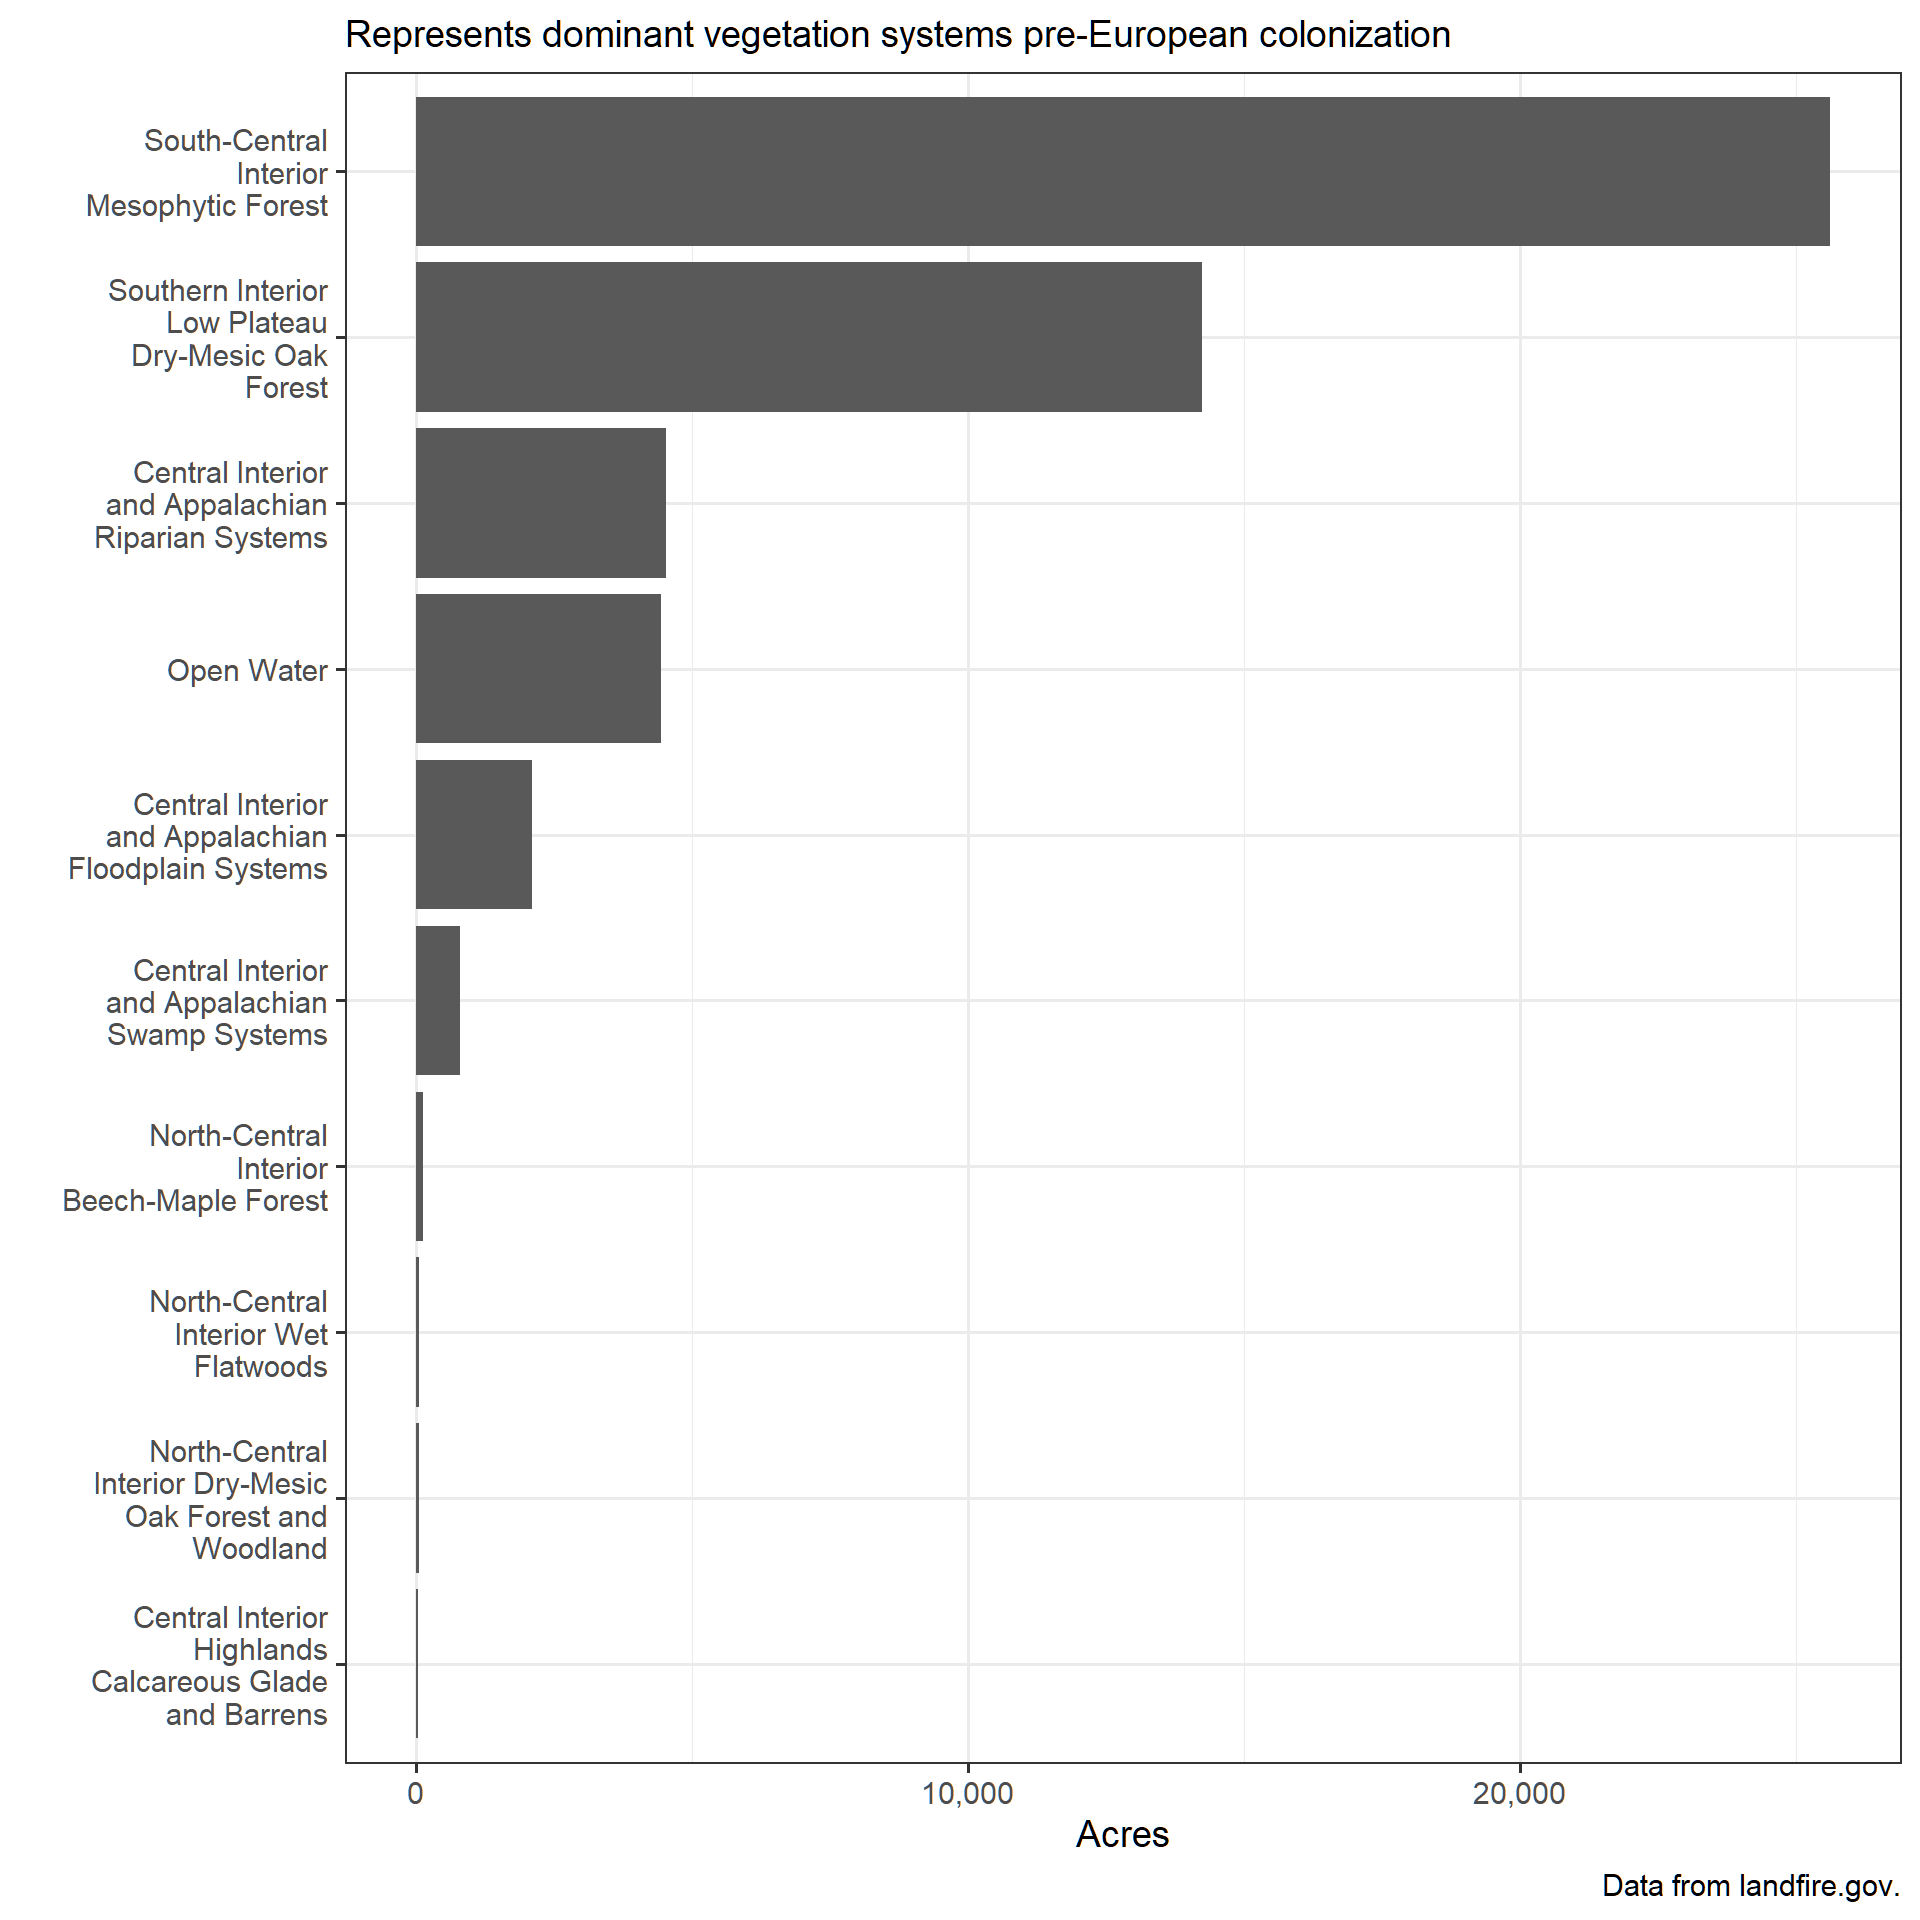 Represents dominant vegetation systems pre-European colonization
South-Central
Interior
Mesophytic Forest
Southern Interior
Low Plateau
Dry-Mesic Oak
Forest
Central Interior
and Appalachian
Riparian Systems
Open Water
Central Interior
and Appalachian
Floodplain Systems
Central Interior
and Appalachian
Swamp Systems
North-Central
Interior
Beech-Maple Forest
North-Central
Interior Wet
Flatwoods
North-Central
Interior Dry-Mesic
Oak Forest and
Woodland
Central Interior
Highlands
Calcareous Glade
and Barrens
0 10,000 20,000
Acres
Data from landfire.gov.